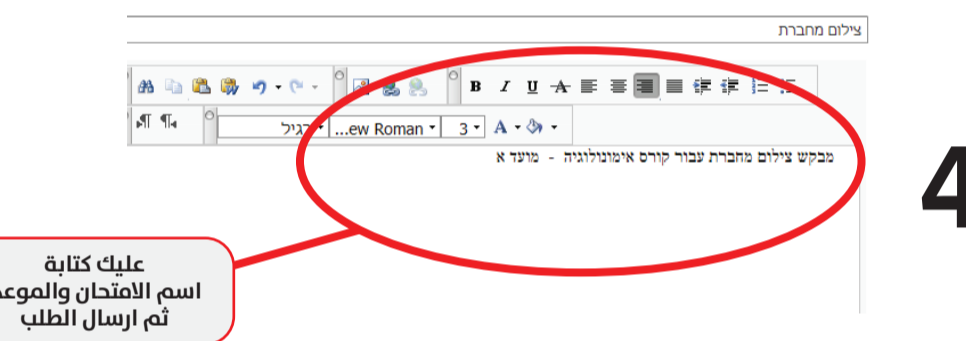 צילום מחברת
רגיל ...ew Roman 3
מבקש צילום מחברת עבור קורס אימונולוגיה - מועד א
4
عليك كتابة
اسم الامتحان والموعد
ثم ارسال الطلب